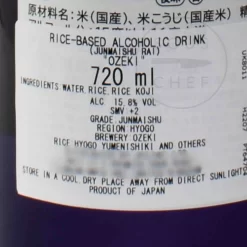 原材料名:米(国産)、米こうじ(国産米)
RICE-BASED ALCOHOLIC DRINK
(JUNMAISHU RAI)
"OZEKI"
720 ml
INGREDIENTS WATER.RICE.RICE KOJI
ALC 15.8% VOL
SMV +2
GRADE.JUNMAISHU
REGION HYOGO
BREWERY OZEKI
RICE HYOGO YUMENISHIKI AND OTHERS
STORE IN A COOL.DRY PLACE AWAY FROM DIRECT SUNLIGHT
PRODUCT OF JAPAN